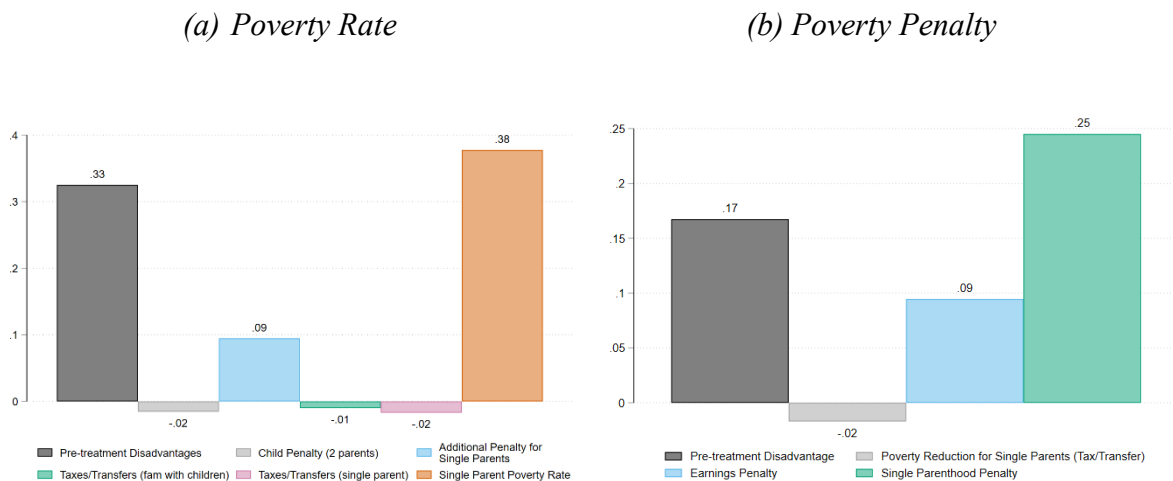 (a) Poverty Rate
.4
.3
.2
.1
0
.33
-.02
.09
-.01
-.02
.38
Pre-treatment Disadvantages
Child Penalty (2 parents)
Additional Penalty for
Single Parents
Taxes/Transfers (fam with children)
Taxes/Transfers (single parent)
Single Parent Poverty Rate
(b) Poverty Penalty
.25
.2
.15
.1
.05
0
.17
-.02
.09
.25
Pre-treatment Disadvantage
Poverty Reduction for Single Parents (Tax/Transfer)
Earnings Penalty
Single Parenthood Penalty